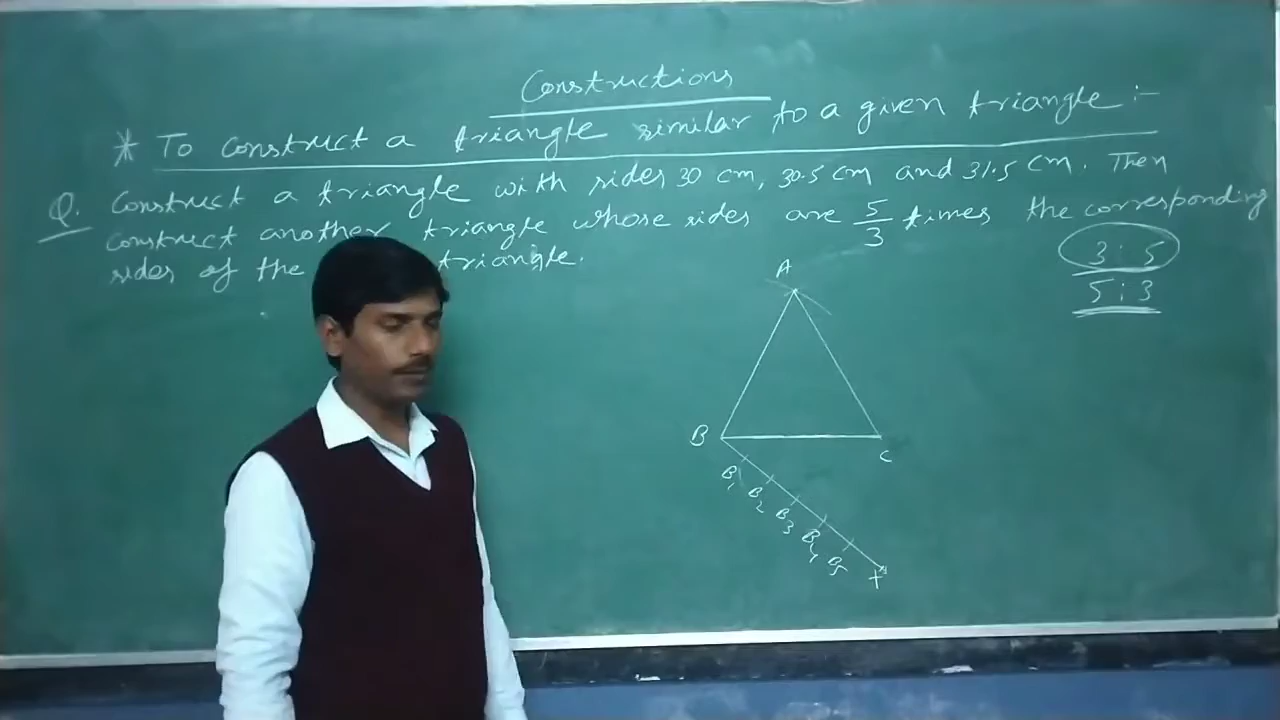 Constructions
* To construct a triangle similar to a given triangle :-
Q. Construct a triangle with sides 30 cm, 30.5 cm and 31.5 cm. Then
construct another triangle whose sides are 5/3 times the corresponding
sides of the triangle.
3 : 5
5 : 3
A
B
C
B1
B2
B3
B4
B5
X